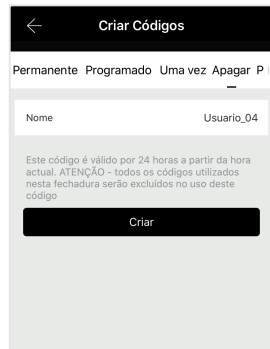 Criar Códigos
Permanente Programado Uma vez Apagar P
Nome Usuario_04
Este código é válido por 24 horas a partir da hora
actual. ATENÇÃO - todos os códigos utilizados
nesta fechadura serão excluídos no uso deste
código
Criar